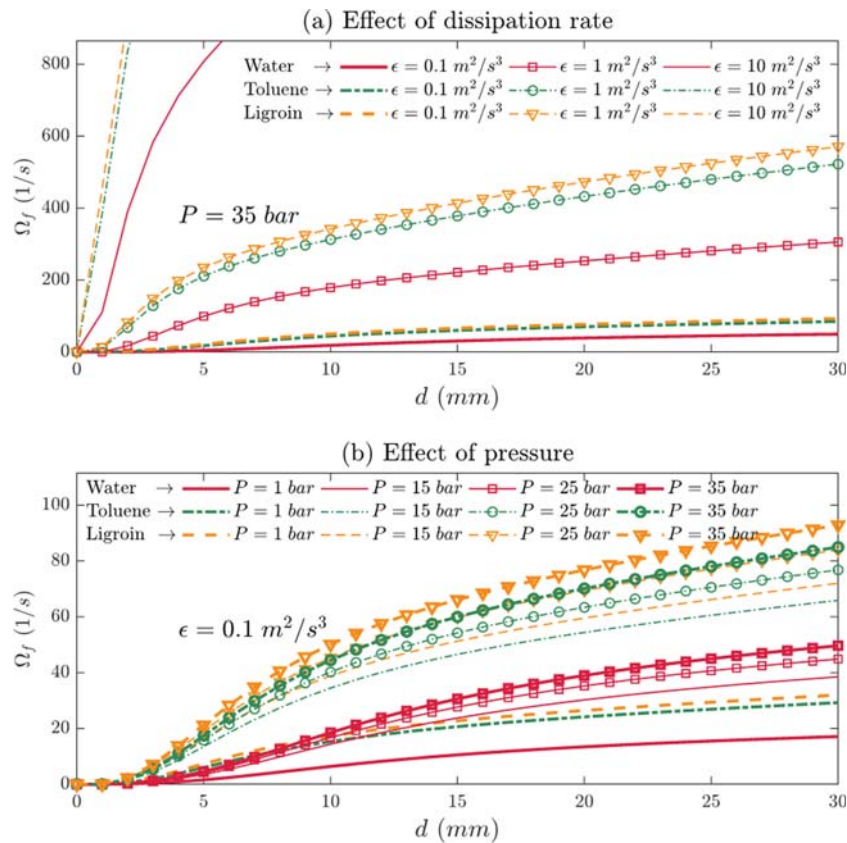 (a) Effect of dissipation rate
Water → ϵ = 0.1 m²/s³ ϵ = 1 m²/s³ ϵ = 10 m²/s³
Toluene → ϵ = 0.1 m²/s³ ϵ = 1 m²/s³ ϵ = 10 m²/s³
Ligroin → ϵ = 0.1 m²/s³ ϵ = 1 m²/s³ ϵ = 10 m²/s³
800
600
400
200
0
Ω_f (1/s)
P = 35 bar
0 5 10 15 20 25 30
d (mm)
(b) Effect of pressure
Water → P = 1 bar P = 15 bar P = 25 bar P = 35 bar
Toluene → P = 1 bar P = 15 bar P = 25 bar P = 35 bar
Ligroin → P = 1 bar P = 15 bar P = 25 bar P = 35 bar
100
80
60
40
20
0
Ω_f (1/s)
ϵ = 0.1 m²/s³
0 5 10 15 20 25 30
d (mm)